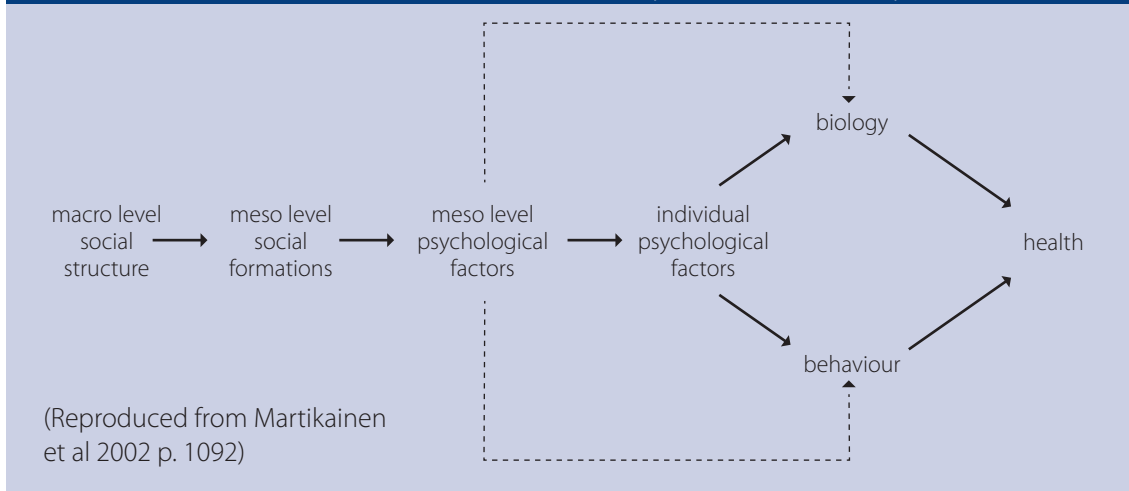 biology
macro level
social
structure
meso level
social
formations
meso level
psychological
factors
individual
psychological
factors
health
behaviour
(Reproduced from Martikainen
et al 2002 p. 1092)